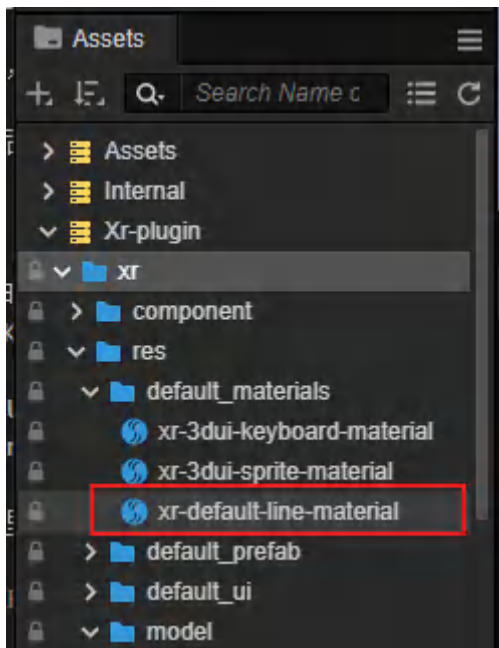 Assets
Search Name c
Assets
Internal
Xr-plugin
xr
component
res
default_materials
xr-3dui-keyboard-material
xr-3dui-sprite-material
xr-default-line-material
default_prefab
default_ui
model